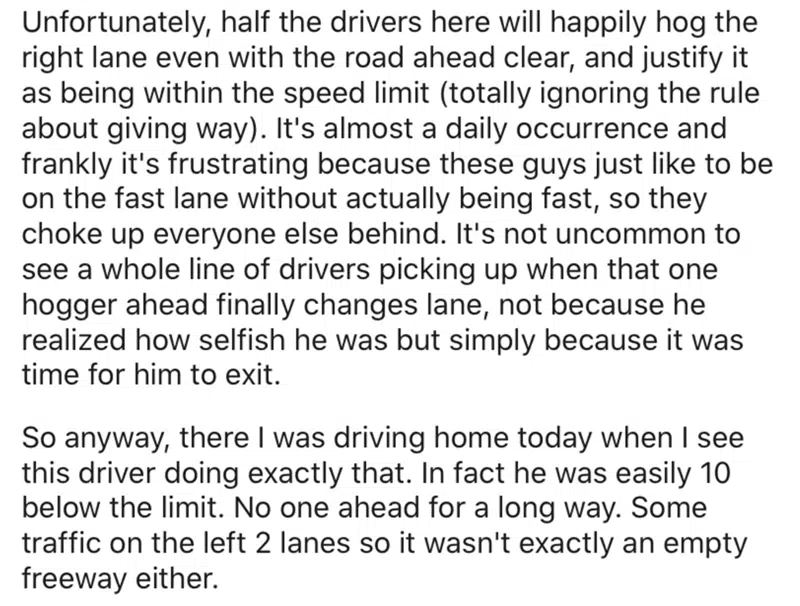 Unfortunately, half the drivers here will happily hog the
right lane even with the road ahead clear, and justify it
as being within the speed limit (totally ignoring the rule
about giving way). It's almost a daily occurrence and
frankly it's frustrating because these guys just like to be
on the fast lane without actually being fast, so they
choke up everyone else behind. It's not uncommon to
see a whole line of drivers picking up when that one
hogger ahead finally changes lane, not because he
realized how selfish he was but simply because it was
time for him to exit.
So anyway, there I was driving home today when I see
this driver doing exactly that. In fact he was easily 10
below the limit. No one ahead for a long way. Some
traffic on the left 2 lanes so it wasn't exactly an empty
freeway either.